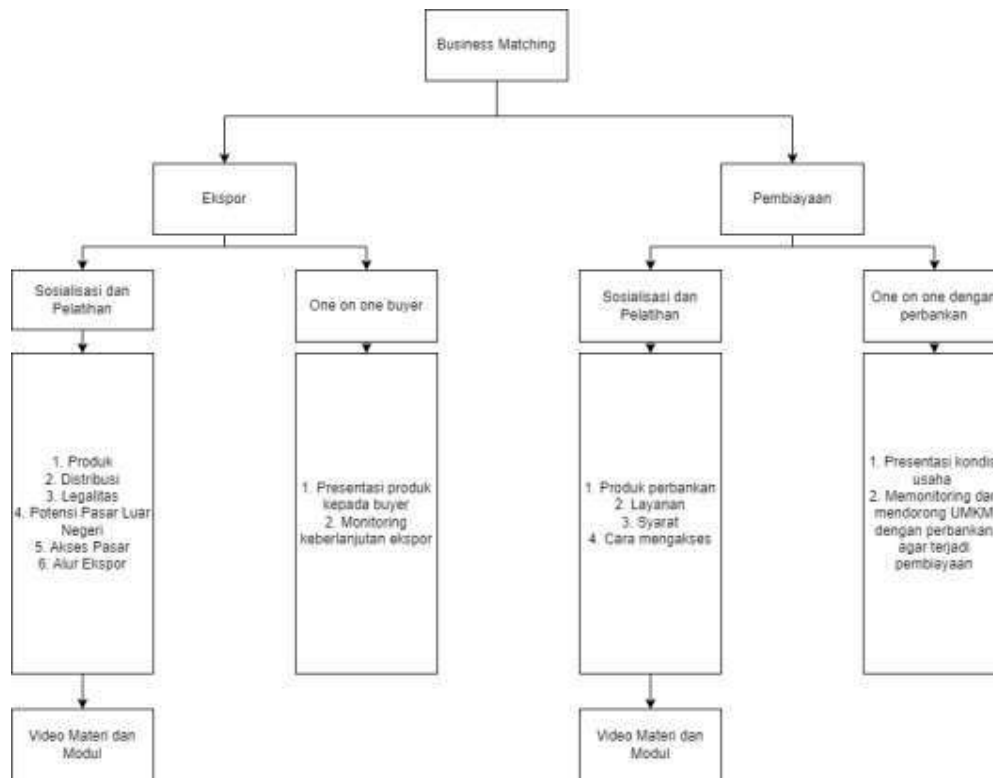 Business Matching
Ekspor
Pembiayaan
Sosialisasi dan
Pelatihan
One on one buyer
Sosialisasi dan
Pelatihan
One on one dengan
perbankan
1. Produk
2. Distribusi
3. Legalitas
4. Potensi Pasar Luar
Negeri
5. Akses Pasar
6. Alur Ekspor
1. Presentasi produk
kepada buyer
2. Monitoring
keberlanjutan ekspor
1. Produk perbankan
2. Layanan
3. Syarat
4. Cara mengakses
1. Presentasi kondisi
usaha
2. Memonitoring dan
mendorong UMKM
dengan perbankan
agar terjadi
pembiayaan
Video Materi dan
Modul
Video Materi dan
Modul